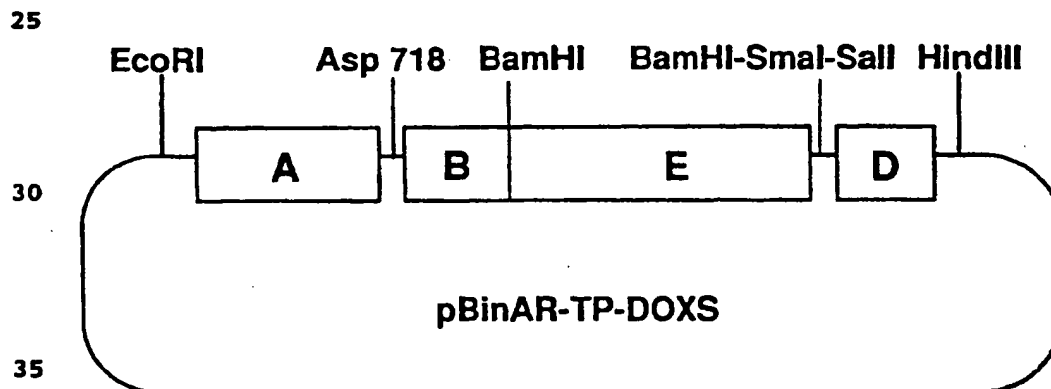 25
EcoRI Asp 718 BamHI BamHI-SmaI-SalI HindIII
A B E D
30
pBinAR-TP-DOXS
35